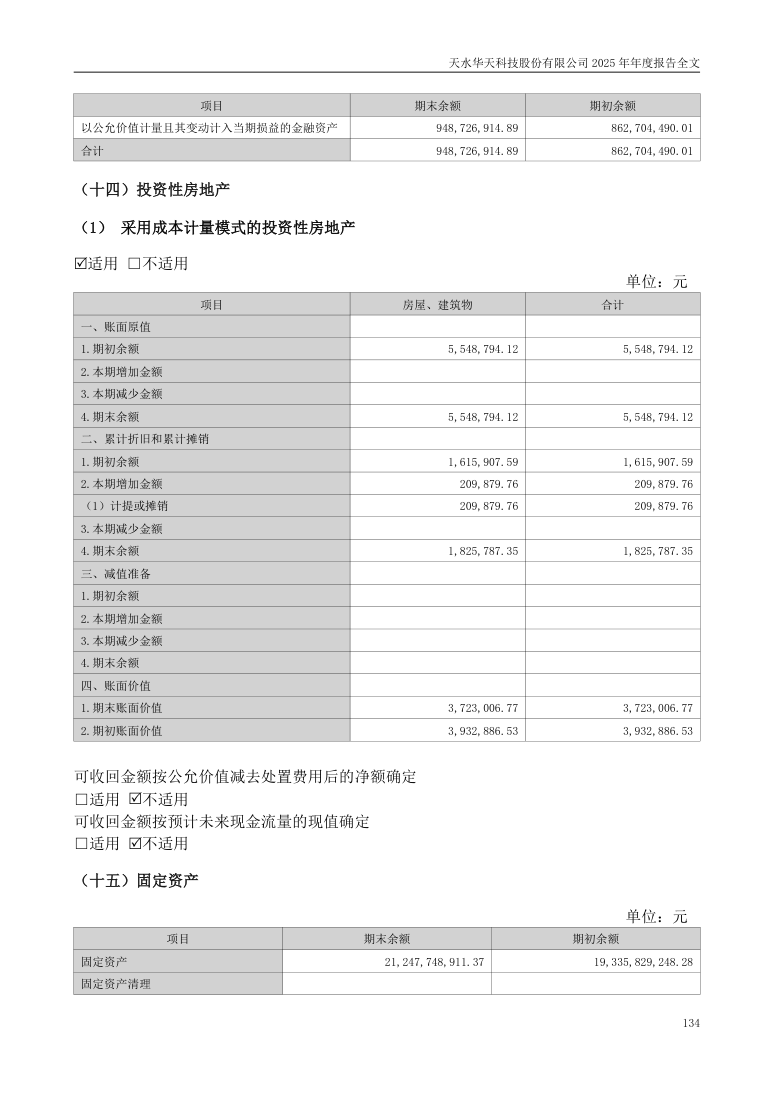 天水华天科技股份有限公司 2025 年年度报告全文
项目 期末余额 期初余额
以公允价值计量且其变动计入当期损益的金融资产 948,726,914.89 862,704,490.01
合计 948,726,914.89 862,704,490.01
（十四）投资性房地产
（1） 采用成本计量模式的投资性房地产
☑适用 □不适用
单位：元
项目 房屋、建筑物 合计
一、账面原值
1.期初余额 5,548,794.12 5,548,794.12
2.本期增加金额
3.本期减少金额
4.期末余额 5,548,794.12 5,548,794.12
二、累计折旧和累计摊销
1.期初余额 1,615,907.59 1,615,907.59
2.本期增加金额 209,879.76 209,879.76
（1）计提或摊销 209,879.76 209,879.76
3.本期减少金额
4.期末余额 1,825,787.35 1,825,787.35
三、减值准备
1.期初余额
2.本期增加金额
3.本期减少金额
4.期末余额
四、账面价值
1.期末账面价值 3,723,006.77 3,723,006.77
2.期初账面价值 3,932,886.53 3,932,886.53
可收回金额按公允价值减去处置费用后的净额确定
□适用 ☑不适用
可收回金额按预计未来现金流量的现值确定
□适用 ☑不适用
（十五）固定资产
单位：元
项目 期末余额 期初余额
固定资产 21,247,748,911.37 19,335,829,248.28
固定资产清理
134